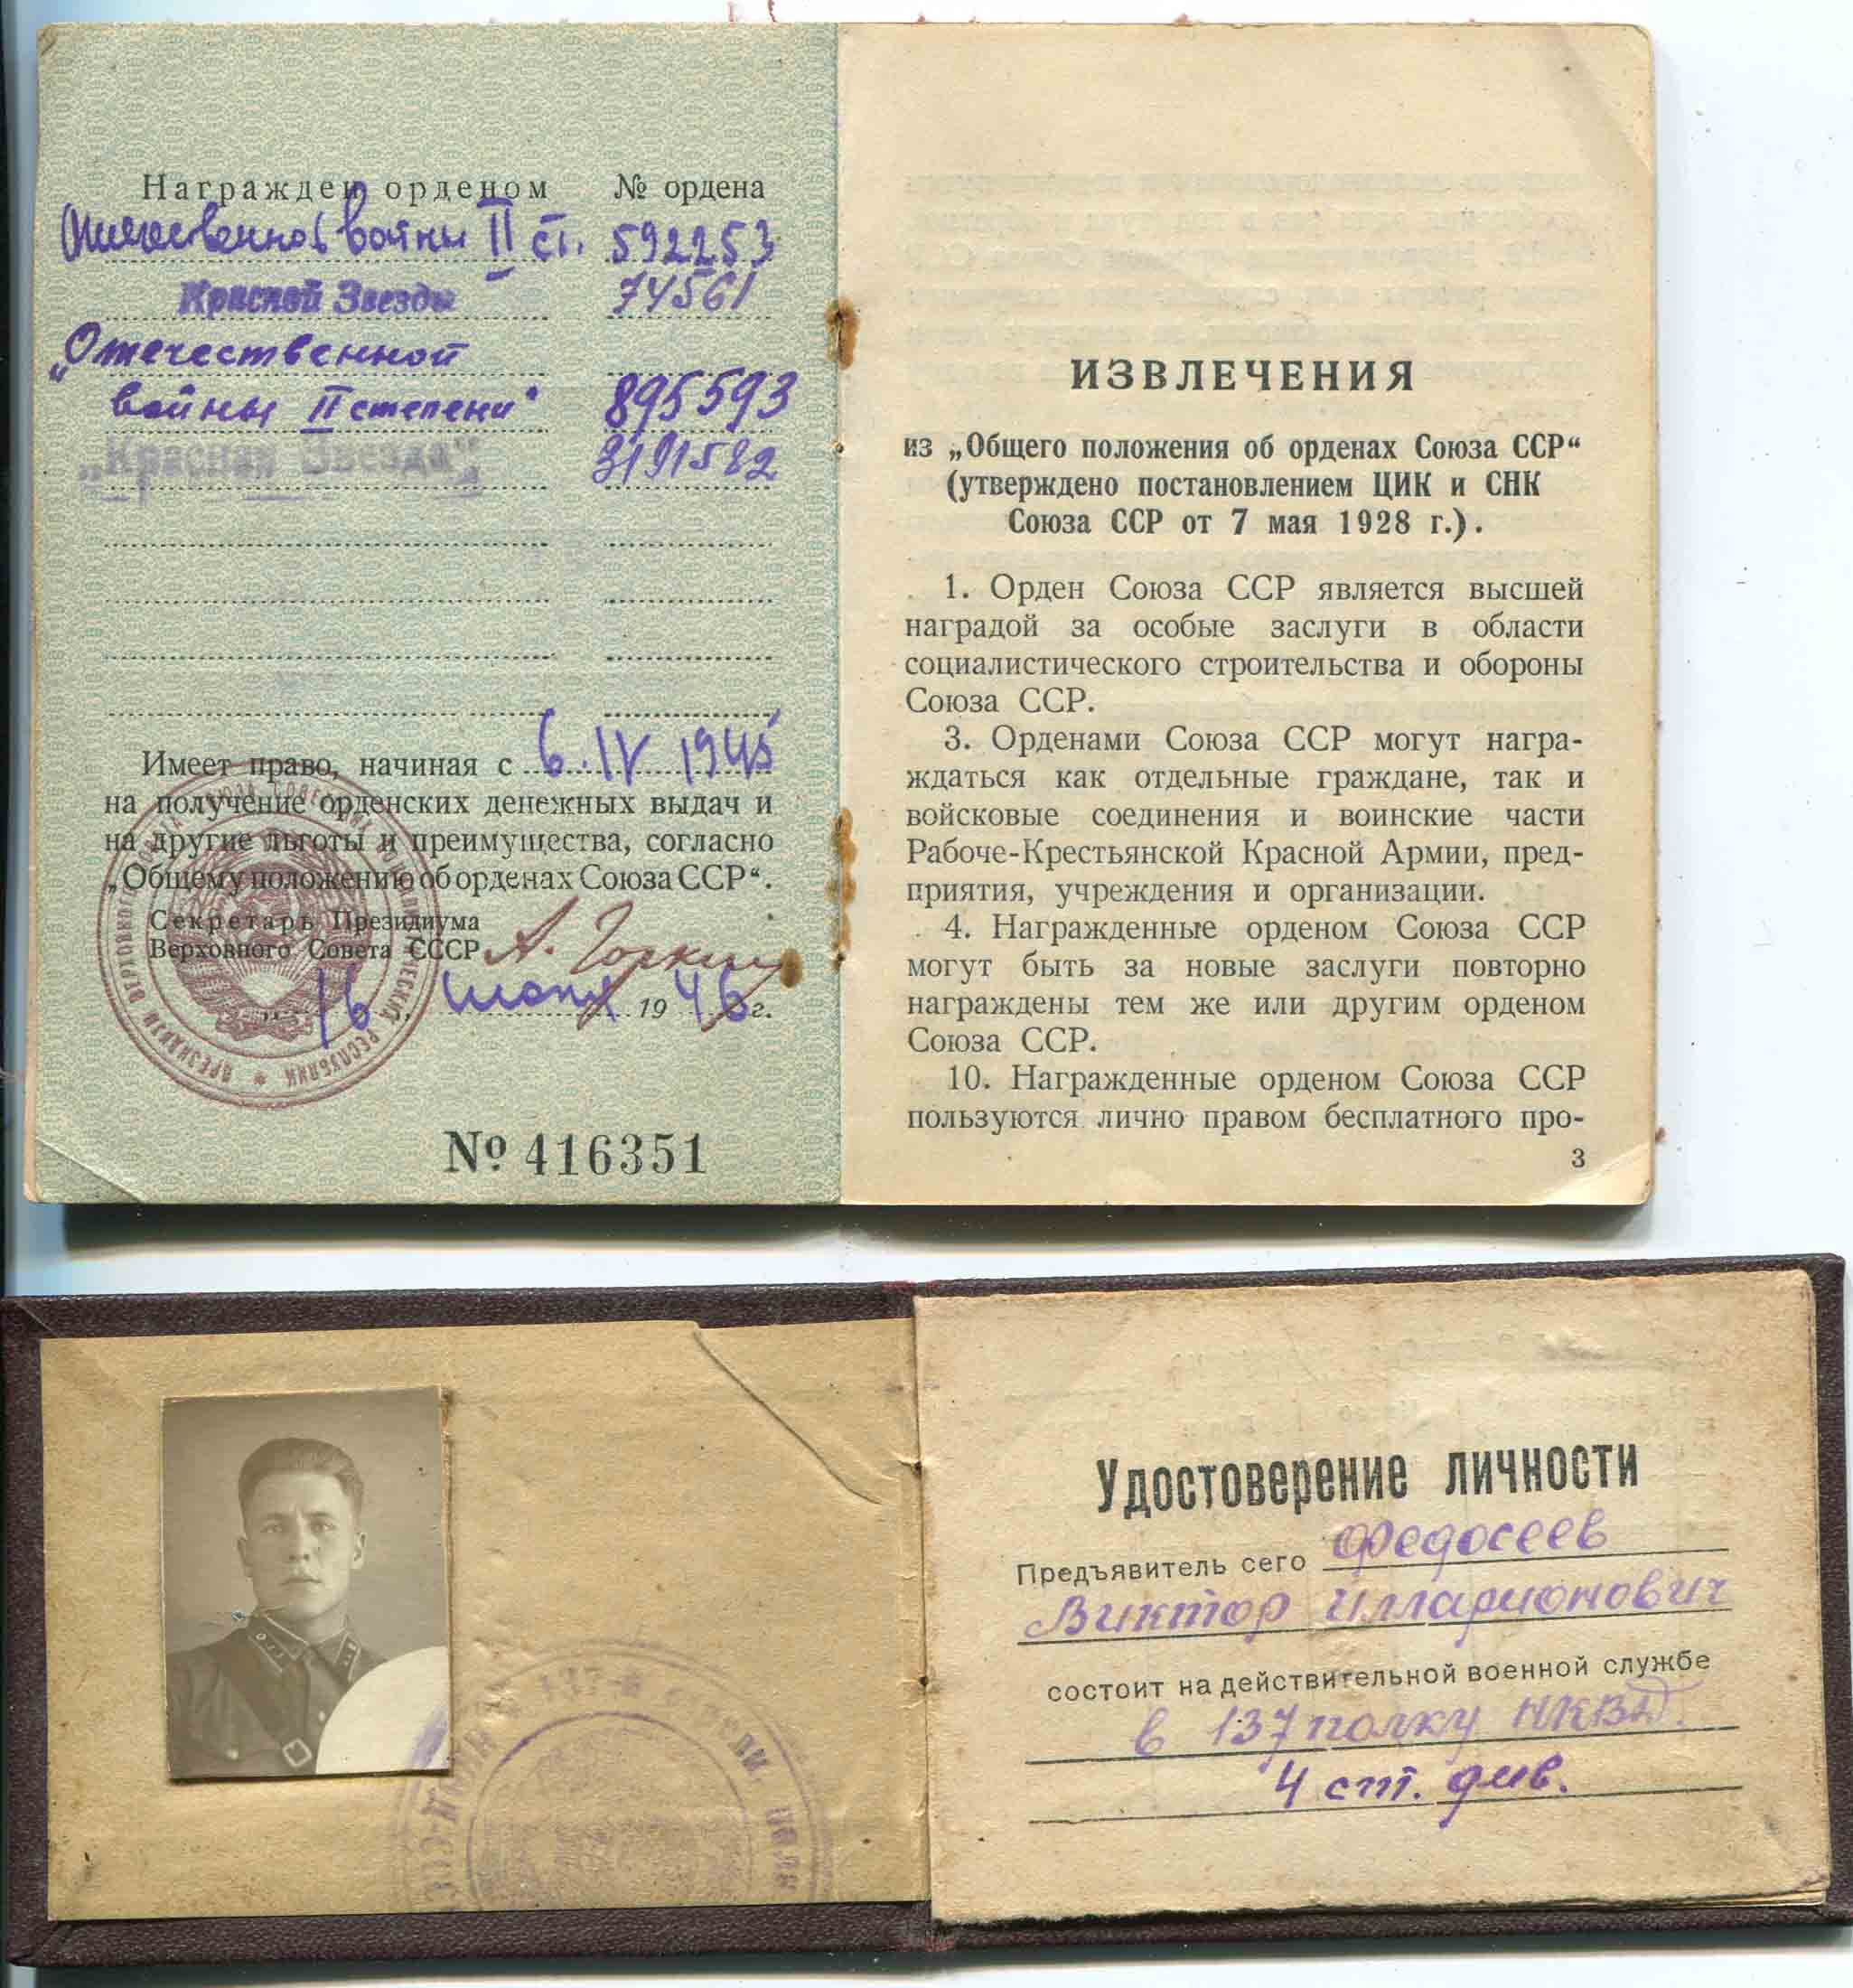 Награжден орденом № ордена
Отечественной войны II ст. 592253
Красной Звезды 74561
„Отечественной
войны II степени" 895593
„Красная Звезда" 3191582
Имеет право, начиная с 6.IV 1945
на получение орденских денежных выдач и
на другие льготы и преимущества, согласно
„Общему положению об орденах Союза ССР“.
Секретарь Президиума
Верховного Совета СССР А. Горкин
16 июня 1946 г.
№ 416351
ИЗВЛЕЧЕНИЯ
из „Общего положения об орденах Союза ССР“
(утверждено постановлением ЦИК и СНК
Союза ССР от 7 мая 1928 г.).
1. Орден Союза ССР является высшей
наградой за особые заслуги в области
социалистического строительства и обороны
Союза ССР.
3. Орденами Союза ССР могут награ-
ждаться как отдельные граждане, так и
войсковые соединения и воинские части
Рабоче-Крестьянской Красной Армии, пред-
приятия, учреждения и организации.
4. Награжденные орденом Союза ССР
могут быть за новые заслуги повторно
награждены тем же или другим орденом
Союза ССР.
10. Награжденные орденом Союза ССР
пользуются лично правом бесплатного про-
3
Удостоверение личности
Предъявитель сего Федосеев
Виктор Илларионович
состоит на действительной военной службе
в 137 полку НКВД.
4 ст. див.